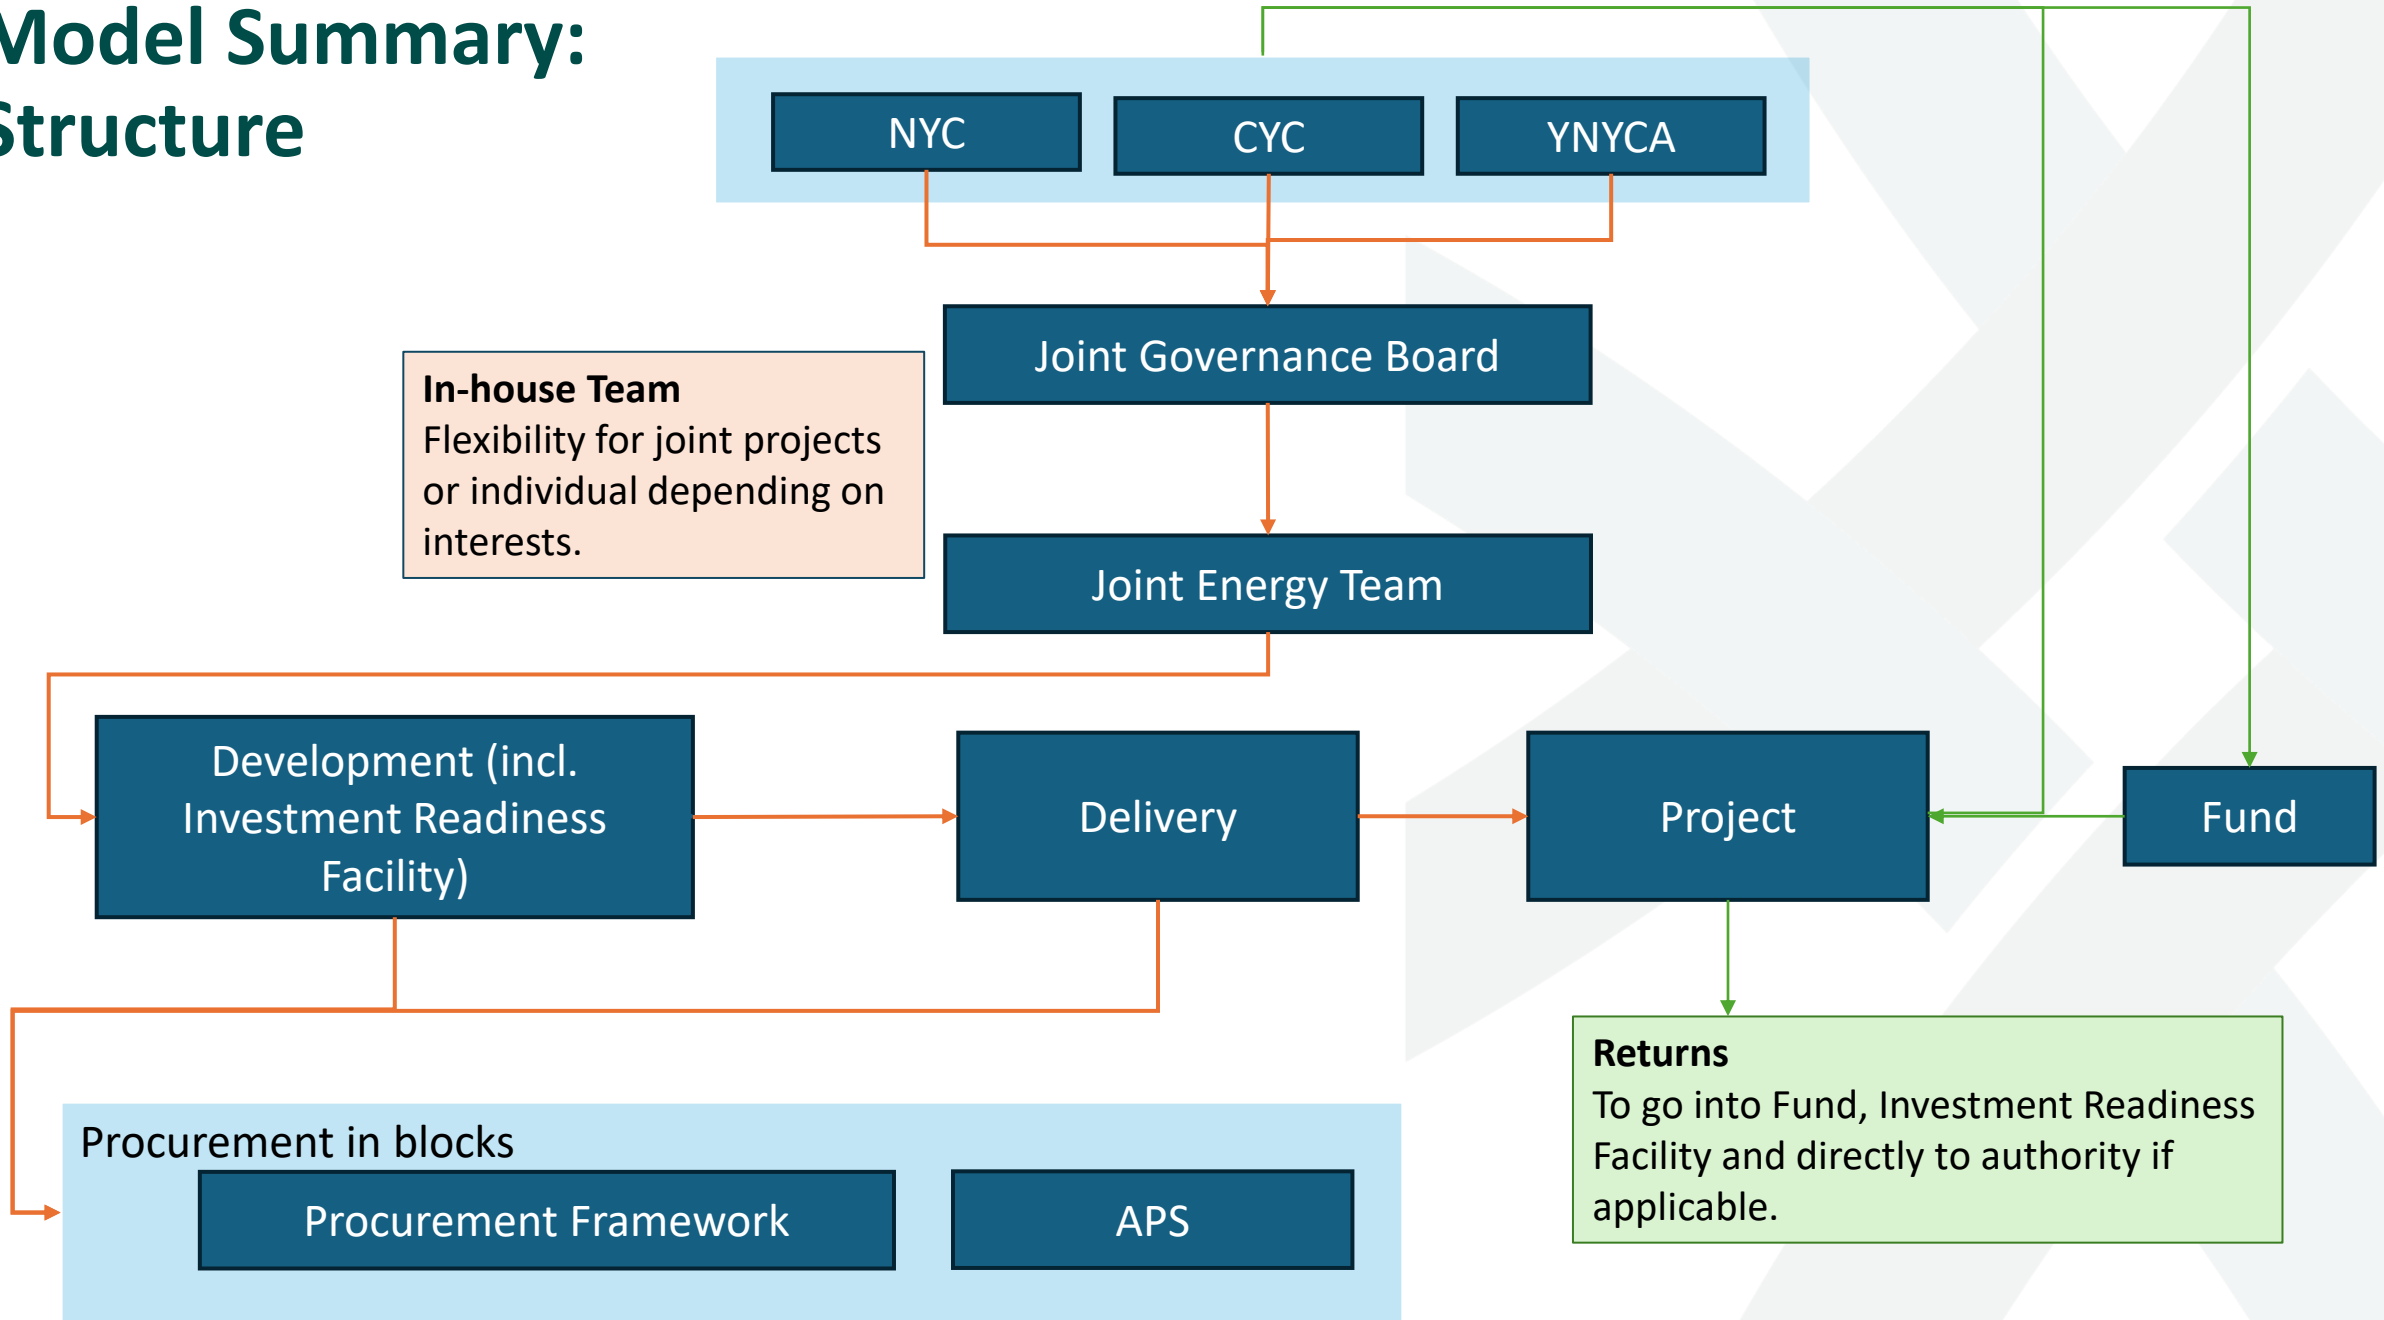 Model Summary:
Structure
NYC
CYC
YNYCA
Joint Governance Board
In-house Team
Flexibility for joint projects
or individual depending on
interests.
Joint Energy Team
Development (incl.
Investment Readiness
Facility)
Delivery
Project
Fund
Returns
To go into Fund, Investment Readiness
Facility and directly to authority if
applicable.
Procurement in blocks
Procurement Framework
APS